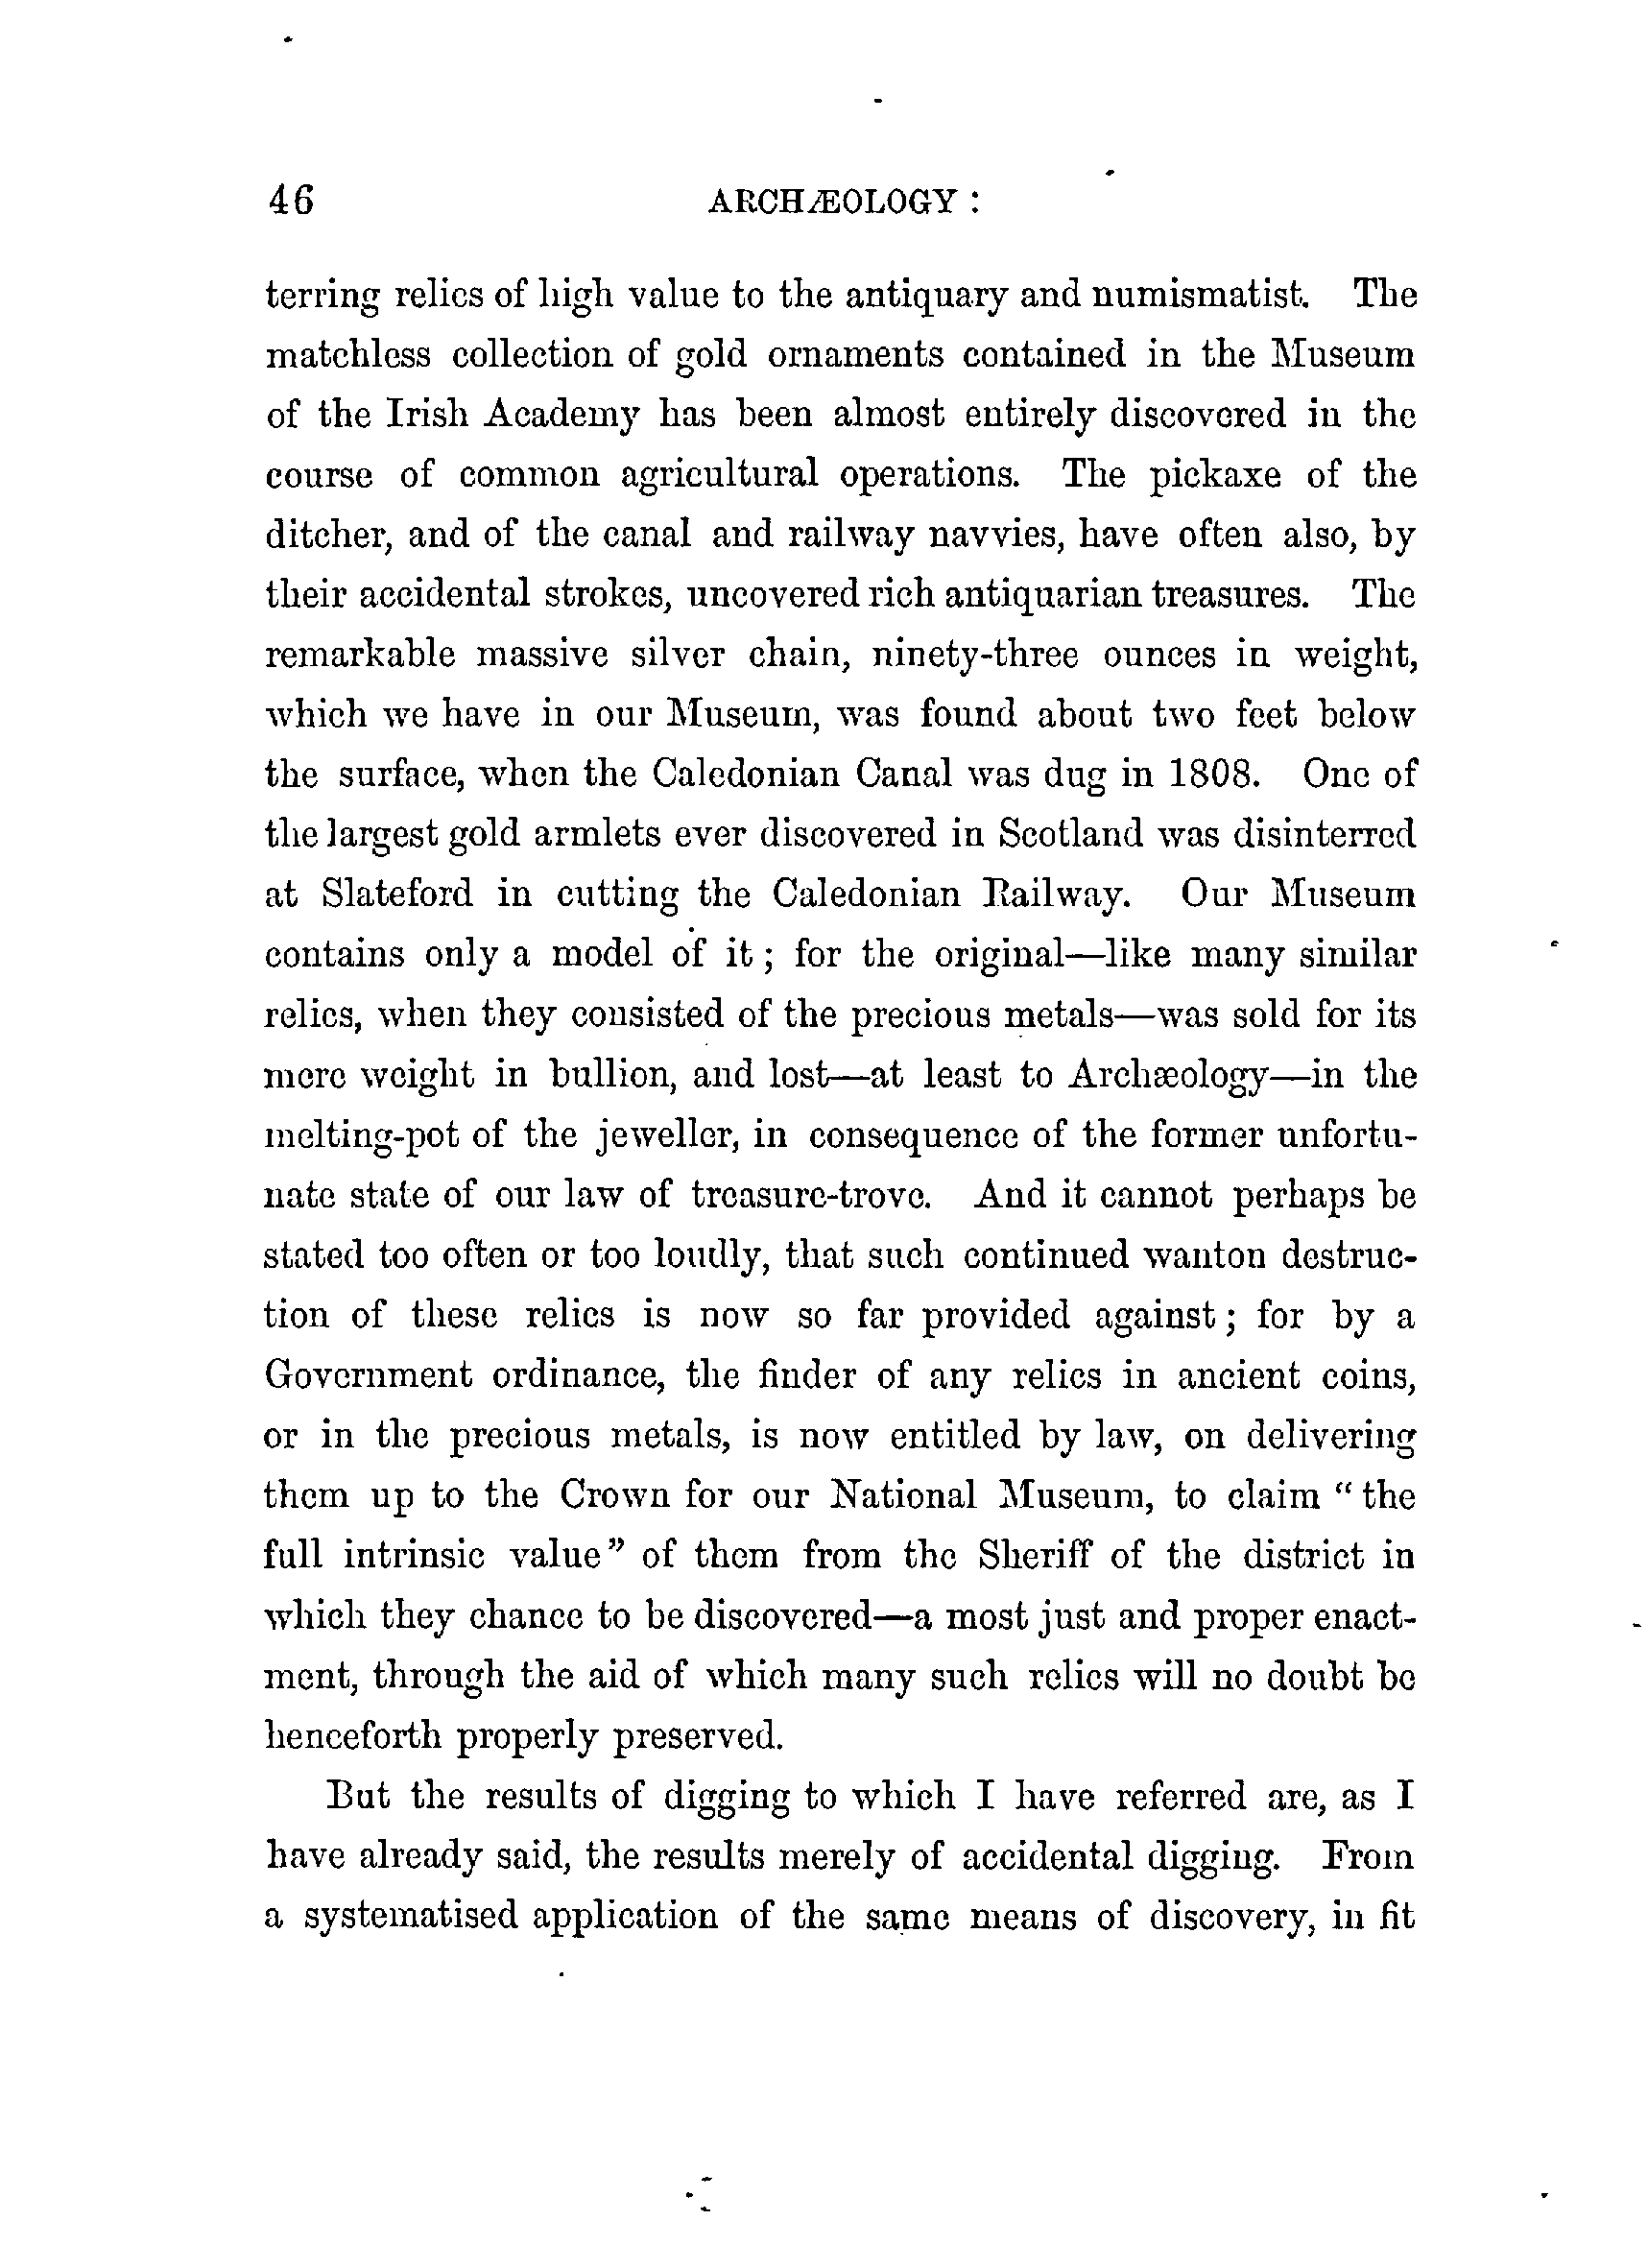 46 ARCHÆOLOGY :
terring relics of high value to the antiquary and numismatist. The
matchless collection of gold ornaments contained in the Museum
of the Irish Academy has been almost entirely discovered in the
course of common agricultural operations. The pickaxe of the
ditcher, and of the canal and railway navvies, have often also, by
their accidental strokes, uncovered rich antiquarian treasures. The
remarkable massive silver chain, ninety-three ounces in weight,
which we have in our Museum, was found about two feet below
the surface, when the Caledonian Canal was dug in 1808. One of
the largest gold armlets ever discovered in Scotland was disinterred
at Slateford in cutting the Caledonian Railway. Our Museum
contains only a model of it; for the original—like many similar
relics, when they consisted of the precious metals—was sold for its
mere weight in bullion, and lost—at least to Archæology—in the
melting-pot of the jeweller, in consequence of the former unfortu-
nate state of our law of treasure-trove. And it cannot perhaps be
stated too often or too loudly, that such continued wanton destruc-
tion of these relics is now so far provided against; for by a
Government ordinance, the finder of any relics in ancient coins,
or in the precious metals, is now entitled by law, on delivering
them up to the Crown for our National Museum, to claim “the
full intrinsic value” of them from the Sheriff of the district in
which they chance to be discovered—a most just and proper enact-
ment, through the aid of which many such relics will no doubt be
henceforth properly preserved.
But the results of digging to which I have referred are, as I
have already said, the results merely of accidental digging. From
a systematised application of the same means of discovery, in fit